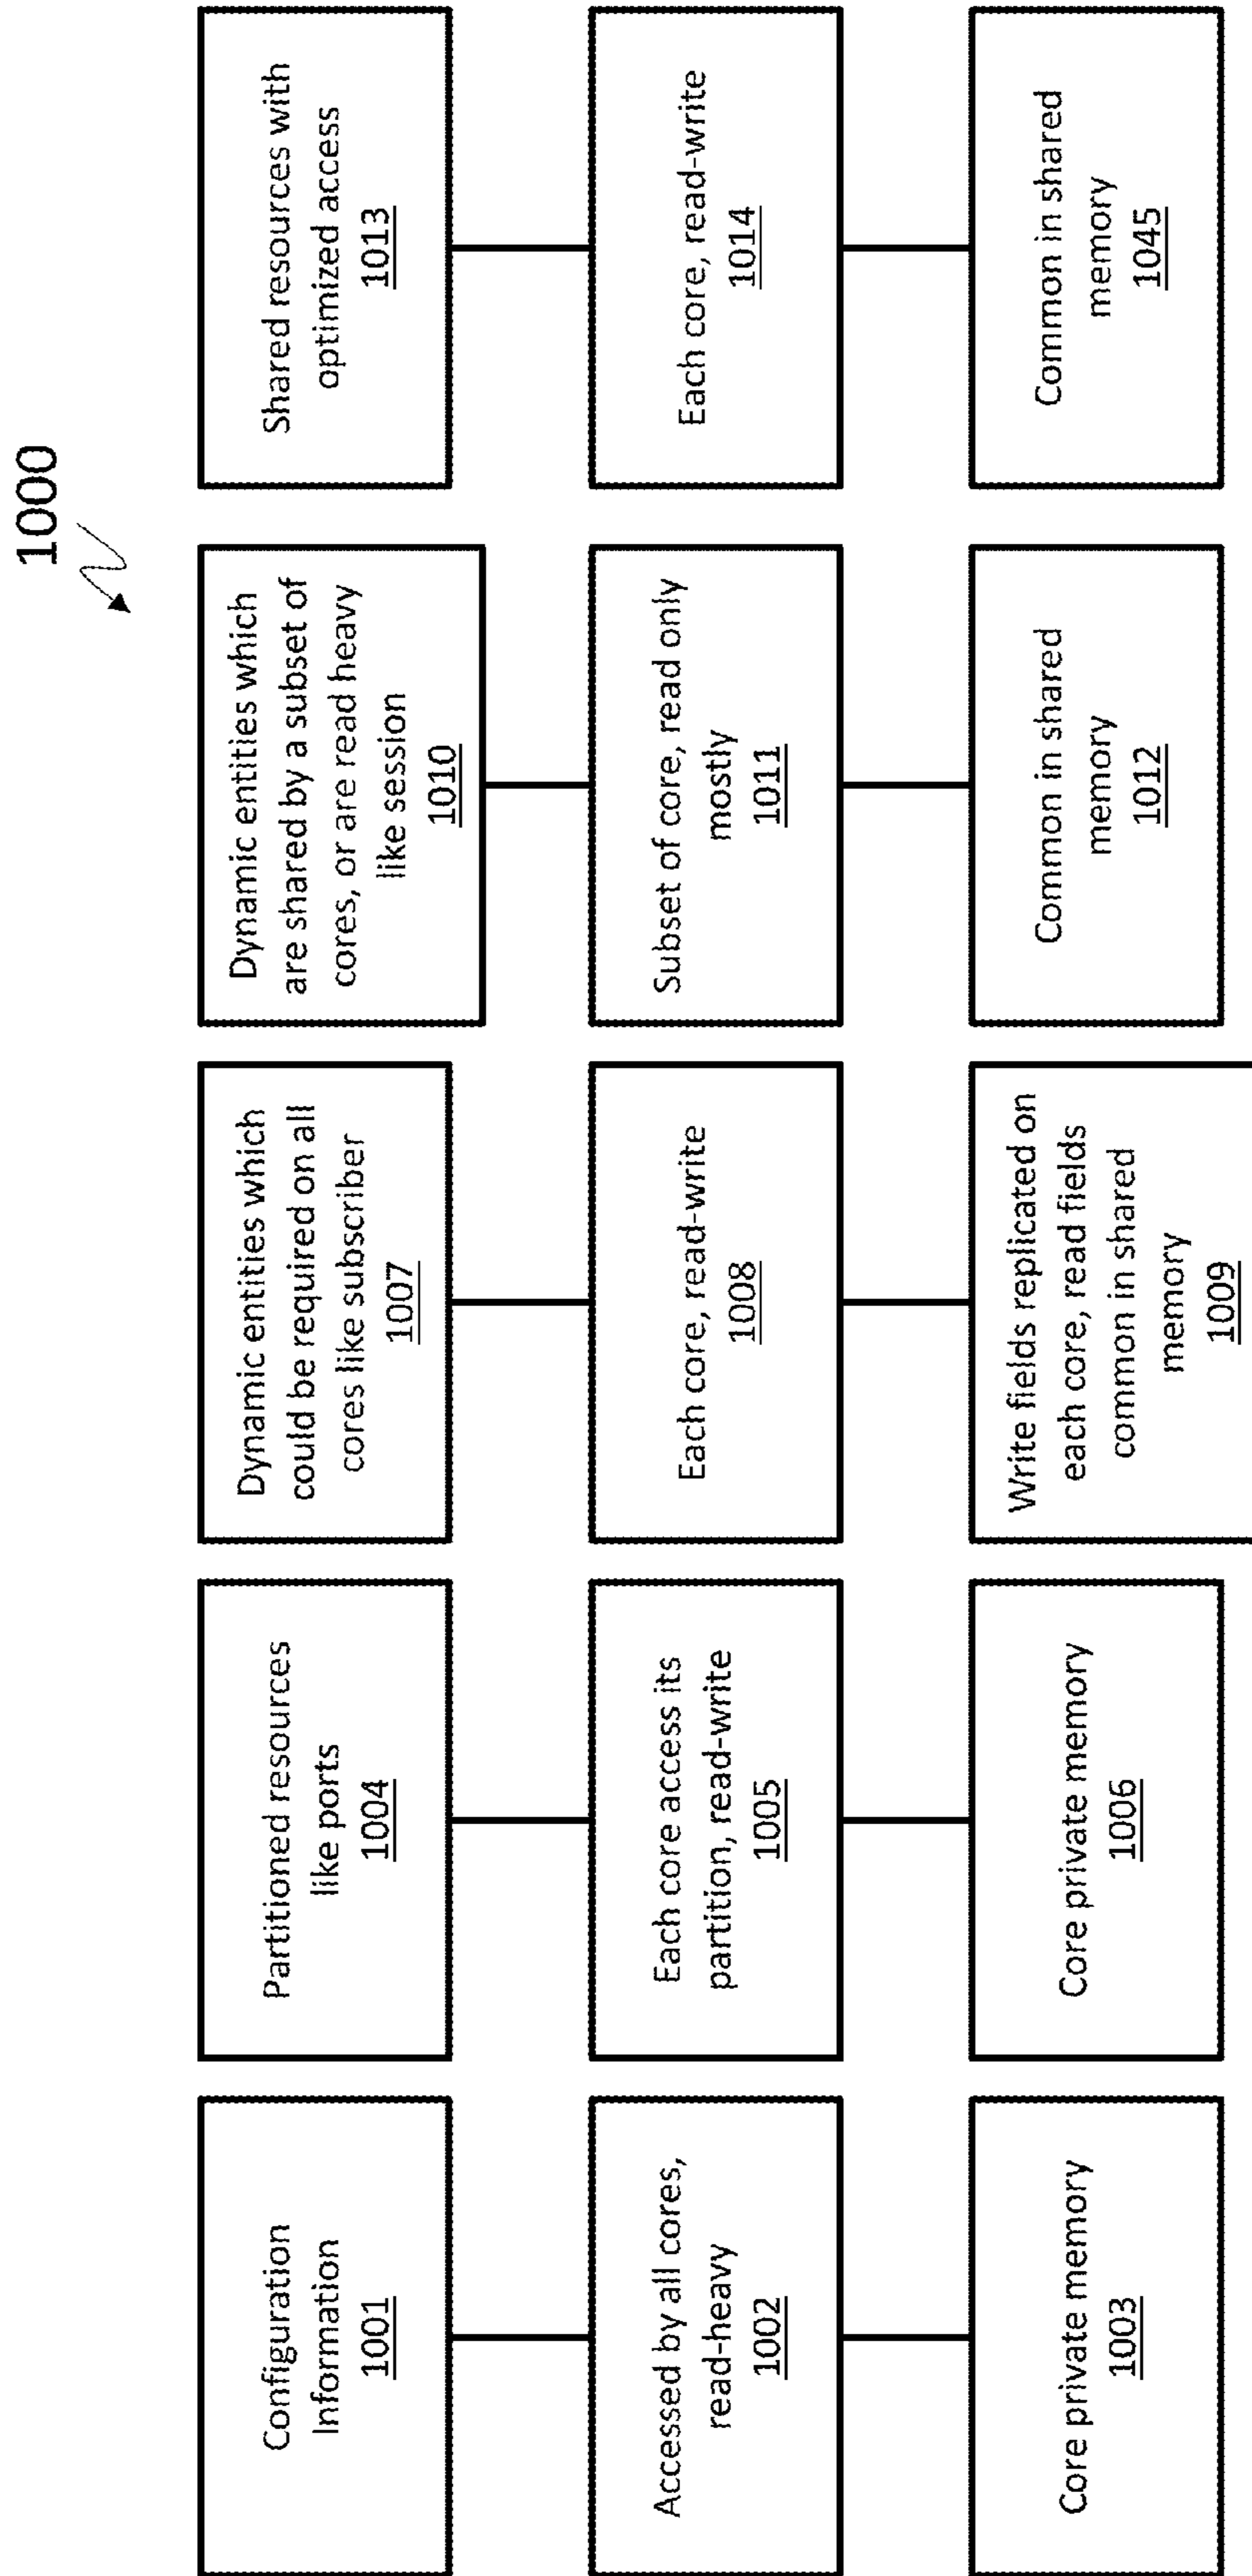 1000
Configuration
Information
1001
Accessed by all cores,
read-heavy
1002
Core private memory
1003
Partitioned resources
like ports
1004
Each core access its
partition, read-write
1005
Core private memory
1006
Dynamic entities which
could be required on all
cores like subscriber
1007
Each core, read-write
1008
Write fields replicated on
each core, read fields
common in shared
memory
1009
Dynamic entities which
are shared by a subset of
cores, or are read heavy
like session
1010
Subset of core, read only
mostly
1011
Common in shared
memory
1012
Shared resources with
optimized access
1013
Each core, read-write
1014
Common in shared
memory
1045